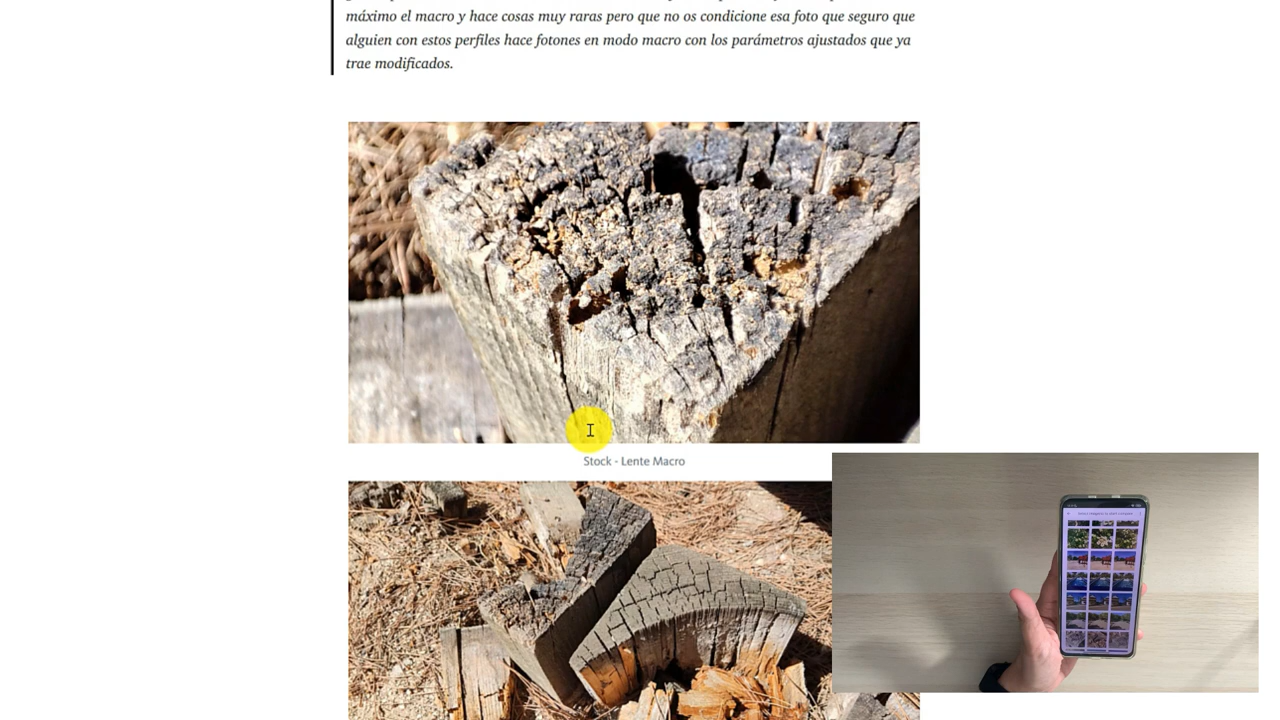 máximo el macro y hace cosas muy raras pero que no os condicione esa foto que seguro que
alguien con estos perfiles hace fotones en modo macro con los parámetros ajustados que ya
trae modificados.
Stock - Lente Macro